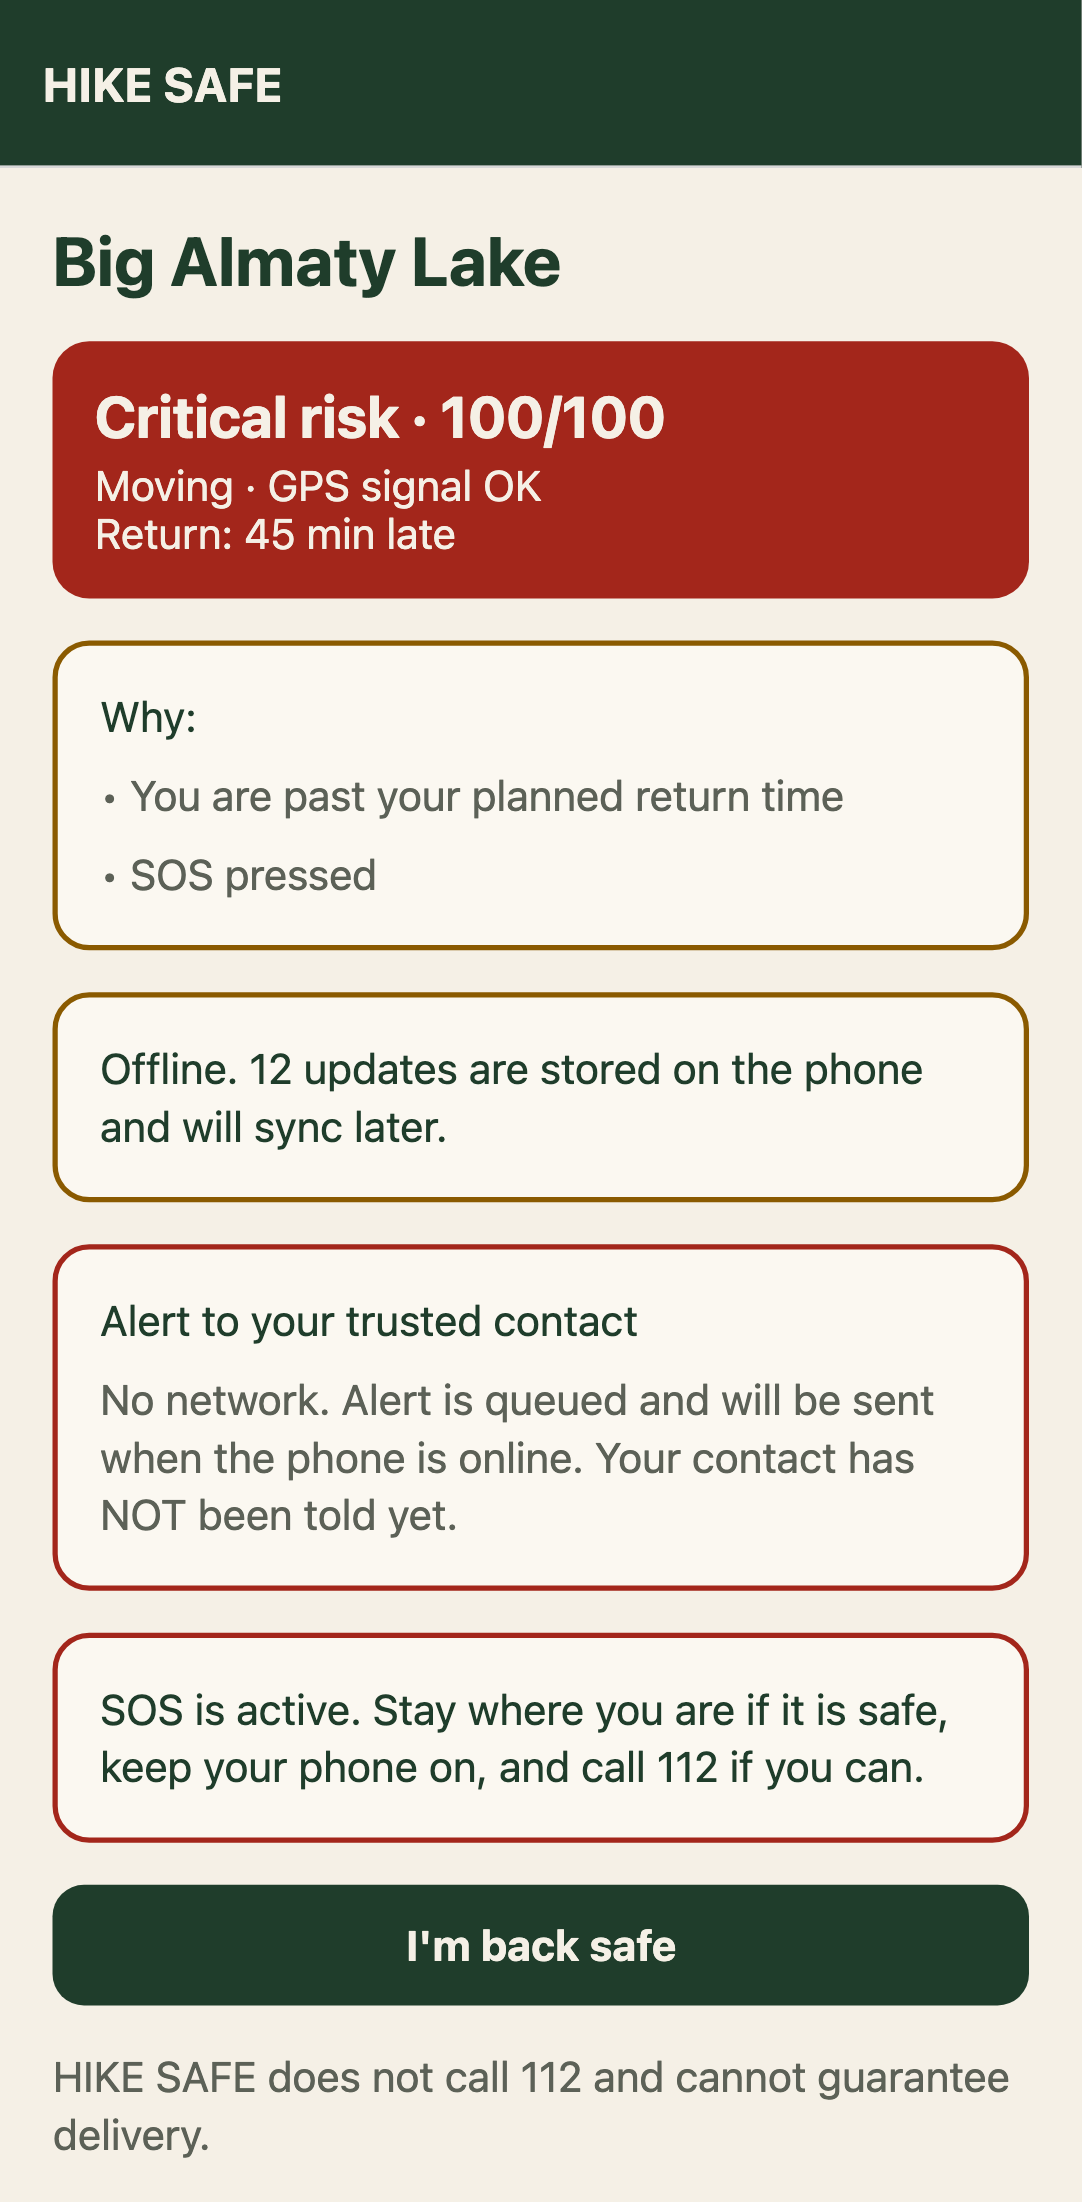 HIKE SAFE
Big Almaty Lake
Critical risk · 100/100
Moving · GPS signal OK
Return: 45 min late
Why:
• You are past your planned return time
• SOS pressed
Offline. 12 updates are stored on the phone
and will sync later.
Alert to your trusted contact
No network. Alert is queued and will be sent
when the phone is online. Your contact has
NOT been told yet.
SOS is active. Stay where you are if it is safe,
keep your phone on, and call 112 if you can.
I'm back safe
HIKE SAFE does not call 112 and cannot guarantee
delivery.